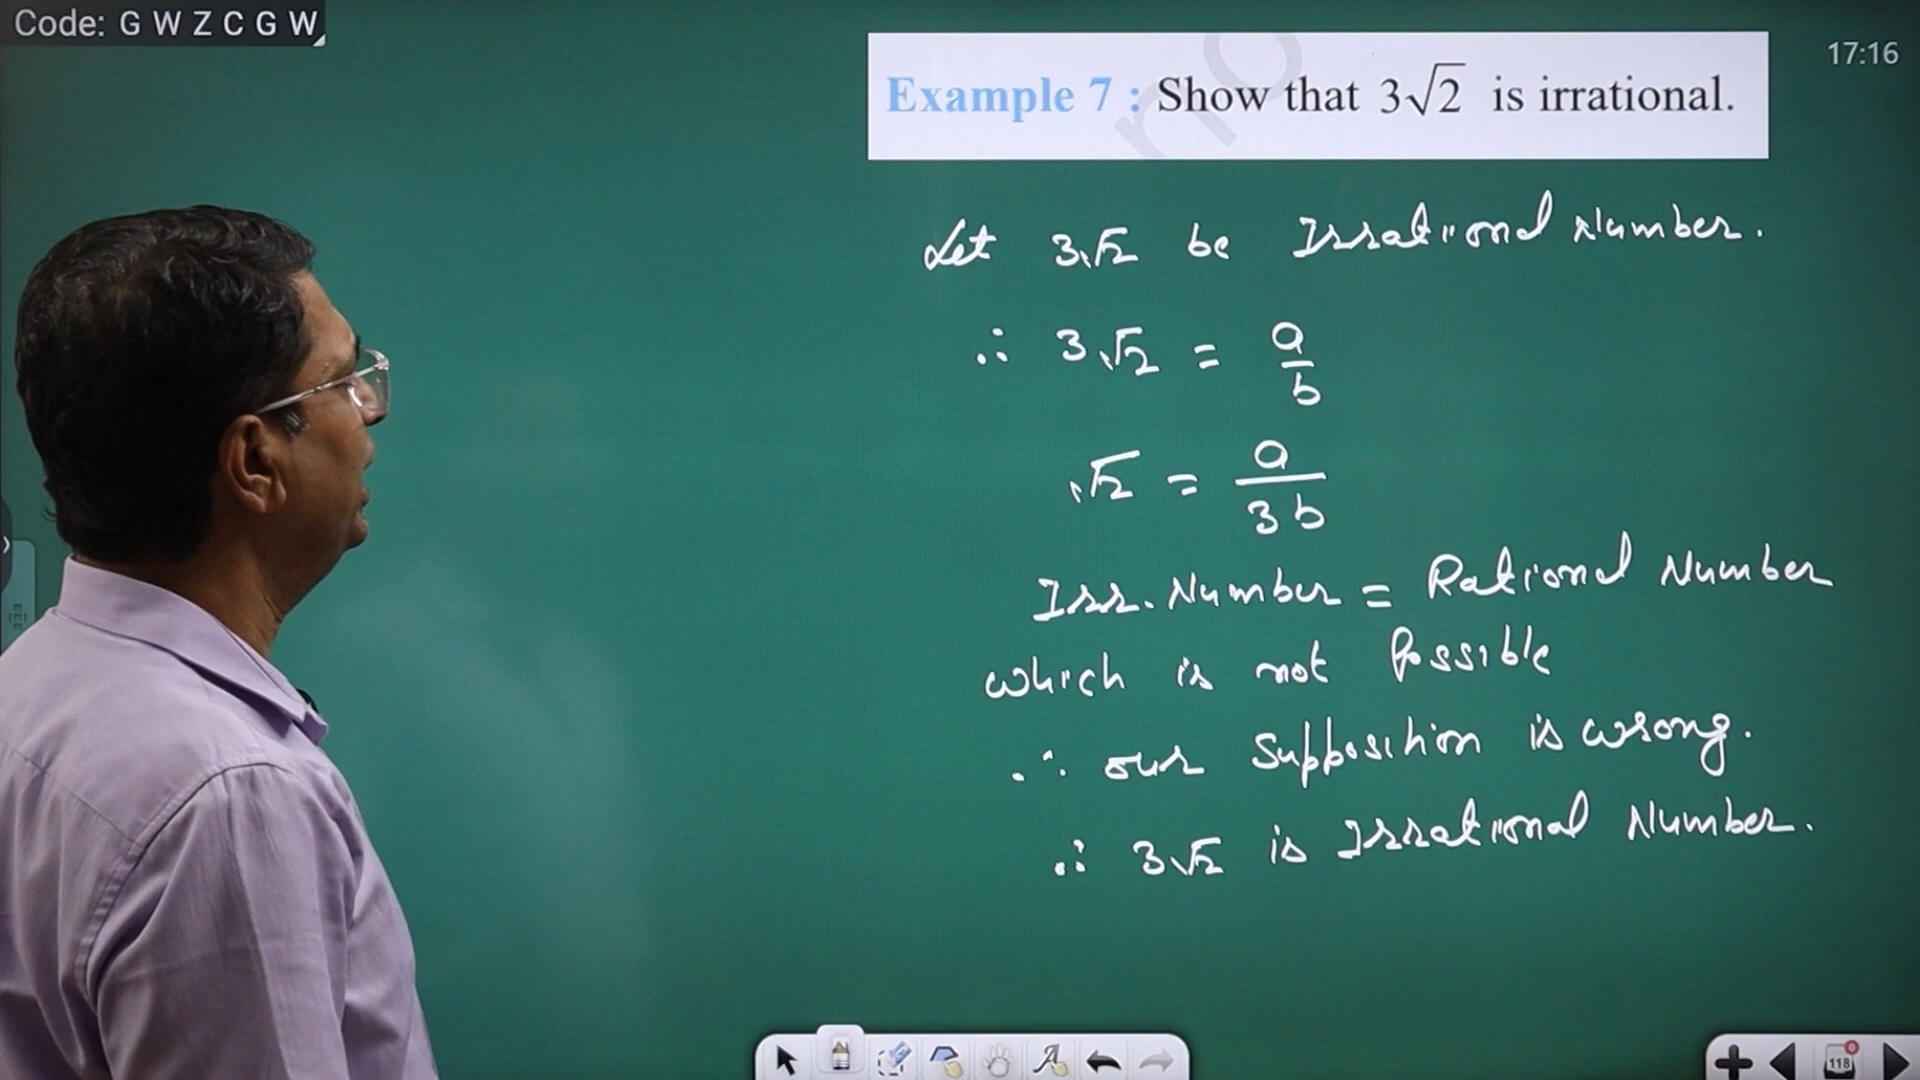 Code: G W Z C G W
17:16
Example 7 : Show that 3√2 is irrational.
Let 3√2 be Irrational Number.
∴ 3√2 = a/b
√2 = a/3b
Irr. Number = Rational Number
which is not Possible
∴ our Supposition is wrong.
∴ 3√2 is Irrational Number.
118